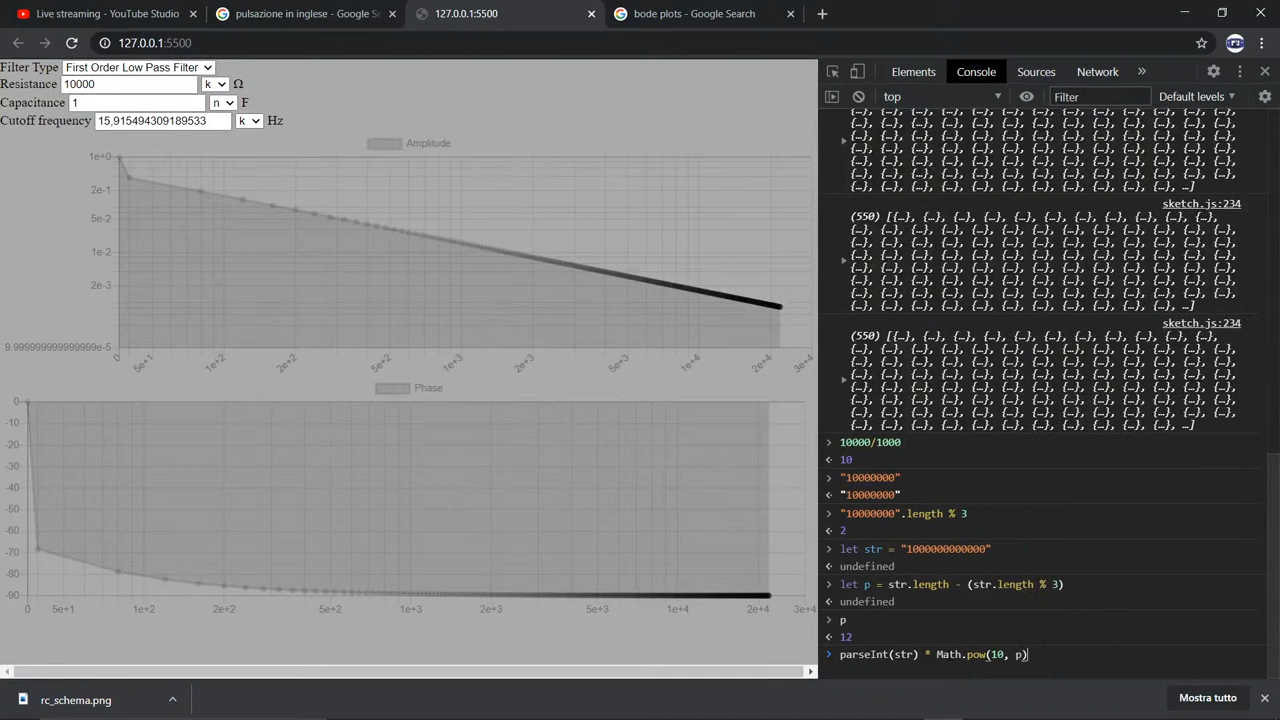 Live streaming - YouTube Studio
pulsazione in inglese - Google Se
127.0.0.1:5500
bode plots - Google Search
127.0.0.1:5500
Filter Type First Order Low Pass Filter
Resistance 10000 k Ω
Capacitance 1 n F
Cutoff frequency 15,915494309189533 k Hz
Amplitude
1e+0
2e-1
5e-2
1e-2
2e-3
9.999999999999999e-5
0 5e+1 1e+2 2e+2 5e+2 1e+3 2e+3 5e+3 1e+4 2e+4 3e+4
Phase
0
-10
-20
-30
-40
-50
-60
-70
-80
-90
0 5e+1 1e+2 2e+2 5e+2 1e+3 2e+3 5e+3 1e+4 2e+4 3e+4
Elements Console Sources Network »
top Filter Default levels
{…}, {…}, {…}, {…}, {…}, {…}, {…}, {…}, {…}, {…}, {…}, {…},
{…}, {…}, {…}, {…}, {…}, {…}, {…}, {…}, {…}, {…}, {…}, {…},
{…}, {…}, {…}, {…}, {…}, {…}, {…}, {…}, {…}, {…}, {…}, {…},
{…}, {…}, {…}, {…}, {…}, {…}, {…}, {…}, {…}, {…}, {…}, {…},
{…}, {…}, {…}, {…}, {…}, {…}, {…}, {…}, {…}, {…}, {…}, {…},
{…}, {…}, {…}, {…}, {…}, {…}, {…}, {…}, {…}, {…}, …]
sketch.js:234
(550) [{…}, {…}, {…}, {…}, {…}, {…}, {…}, {…}, {…}, {…},
{…}, {…}, {…}, {…}, {…}, {…}, {…}, {…}, {…}, {…}, {…}, {…},
{…}, {…}, {…}, {…}, {…}, {…}, {…}, {…}, {…}, {…}, {…}, {…},
{…}, {…}, {…}, {…}, {…}, {…}, {…}, {…}, {…}, {…}, {…}, {…},
{…}, {…}, {…}, {…}, {…}, {…}, {…}, {…}, {…}, {…}, {…}, {…},
{…}, {…}, {…}, {…}, {…}, {…}, {…}, {…}, {…}, {…}, {…}, {…},
{…}, {…}, {…}, {…}, {…}, {…}, {…}, {…}, {…}, {…}, {…}, {…},
{…}, {…}, {…}, {…}, {…}, {…}, {…}, {…}, {…}, {…}, …]
sketch.js:234
(550) [{…}, {…}, {…}, {…}, {…}, {…}, {…}, {…}, {…}, {…},
{…}, {…}, {…}, {…}, {…}, {…}, {…}, {…}, {…}, {…}, {…}, {…},
{…}, {…}, {…}, {…}, {…}, {…}, {…}, {…}, {…}, {…}, {…}, {…},
{…}, {…}, {…}, {…}, {…}, {…}, {…}, {…}, {…}, {…}, {…}, {…},
{…}, {…}, {…}, {…}, {…}, {…}, {…}, {…}, {…}, {…}, {…}, {…},
{…}, {…}, {…}, {…}, {…}, {…}, {…}, {…}, {…}, {…}, {…}, {…},
{…}, {…}, {…}, {…}, {…}, {…}, {…}, {…}, {…}, {…}, {…}, {…},
{…}, {…}, {…}, {…}, {…}, {…}, {…}, {…}, {…}, {…}, …]
10000/1000
10
"10000000"
"10000000"
"10000000".length % 3
2
let str = "1000000000000"
undefined
let p = str.length - (str.length % 3)
undefined
p
12
parseInt(str) * Math.pow(10, p)
rc_schema.png
Mostra tutto